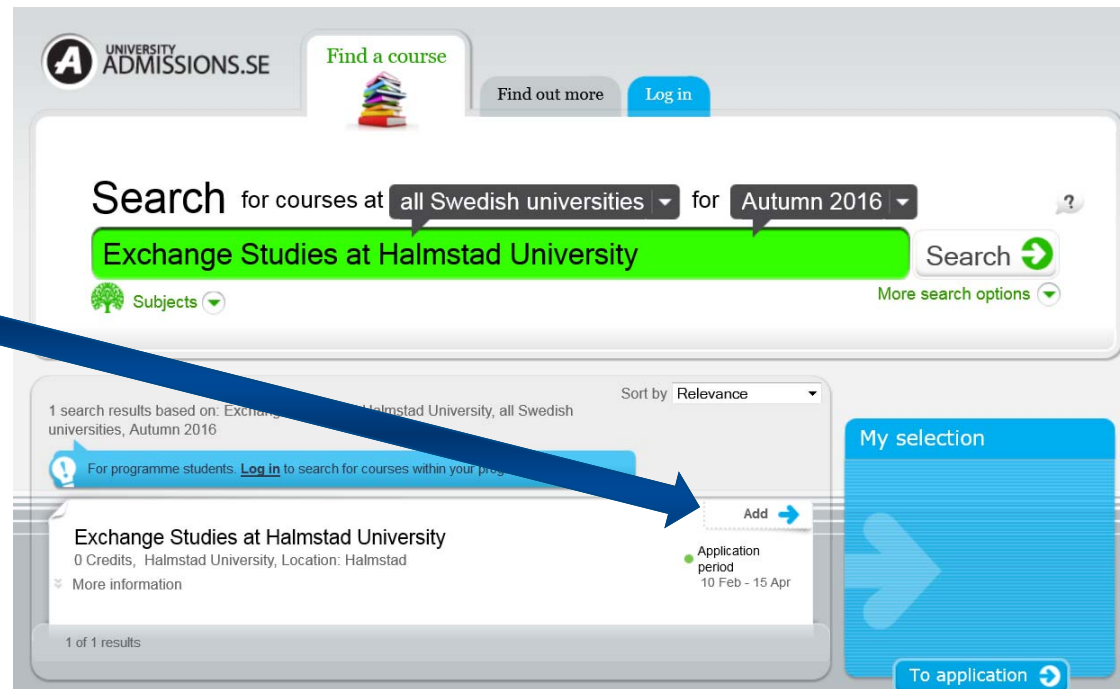 UNIVERSITY
ADMISSIONS.SE
Find a course
Find out more
Log in
Search for courses at all Swedish universities for Autumn 2016
?
Exchange Studies at Halmstad University
Search
Subjects
More search options
Sort by Relevance
1 search results based on: Halmstad University, all Swedish
universities, Autumn 2016
For programme students. Log in to search for courses within your
Add
Exchange Studies at Halmstad University
0 Credits, Halmstad University, Location: Halmstad
More information
Application
period
10 Feb - 15 Apr
1 of 1 results
My selection
To application